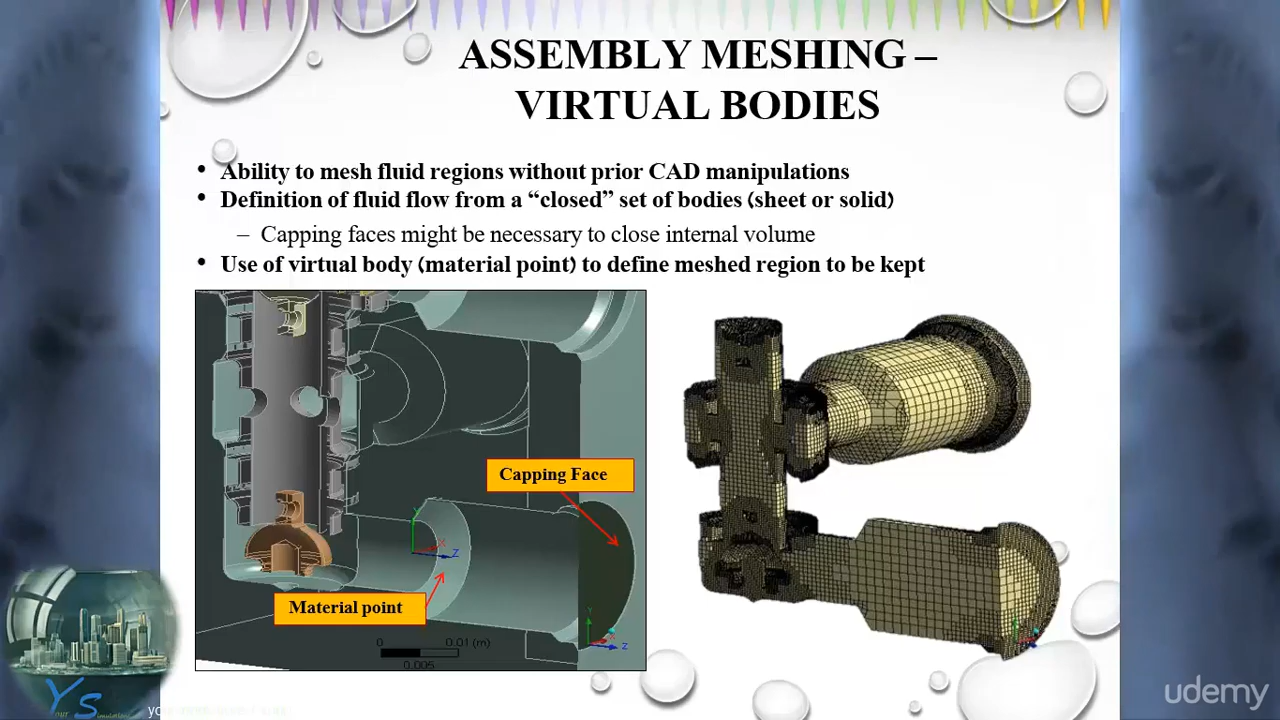 ASSEMBLY MESHING –
VIRTUAL BODIES
• Ability to mesh fluid regions without prior CAD manipulations
• Definition of fluid flow from a “closed” set of bodies (sheet or solid)
– Capping faces might be necessary to close internal volume
• Use of virtual body (material point) to define meshed region to be kept
Capping Face
Y
X
Z
Material point
0
0.01 (m)
0.005
Y
X
Z
Your Simulation
udemy